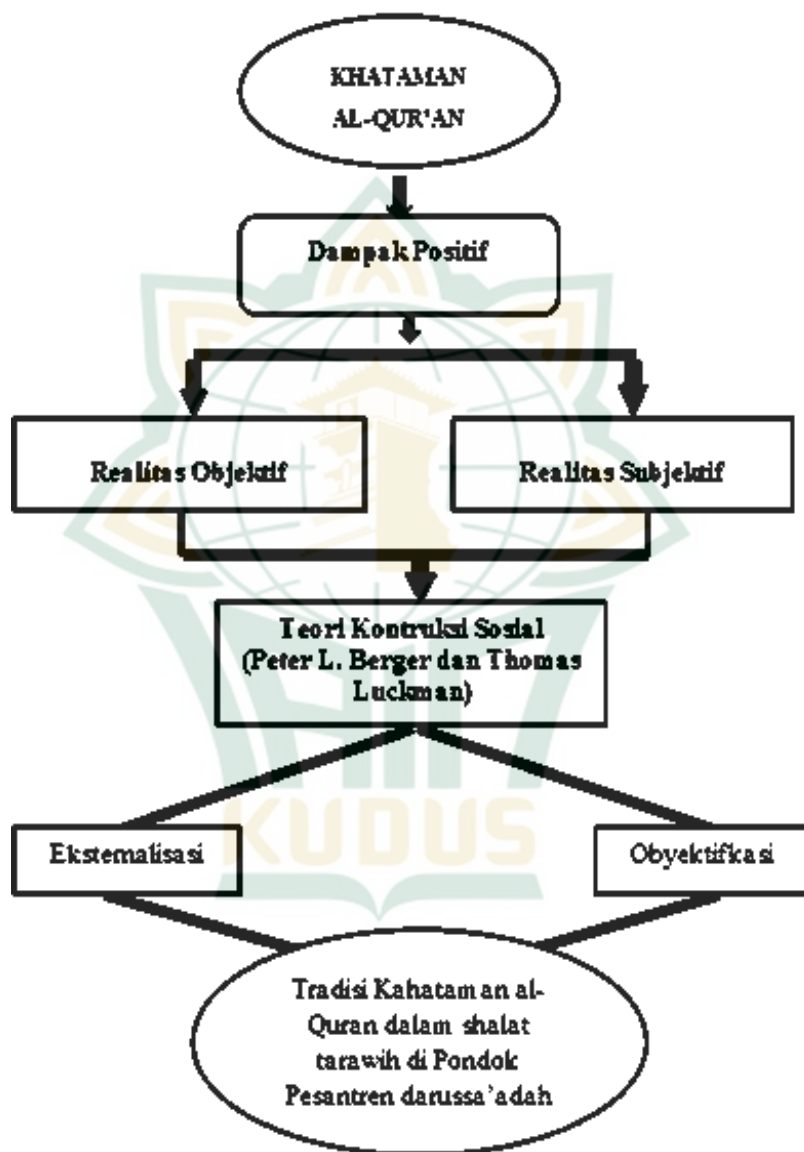 KHATAMAN
AL-QUR'AN
Dampak Positif
Realitas Objektif
Realitas Subjektif
Teori Kontruksi Sosial
(Peter L. Berger dan Thomas
Luckman)
Eksternalisasi
Obyektifkasi
KUDUS
Tradisi Kahataman al-
Quran dalam shalat
tarawih di Pondok
Pesantren darussa'adah